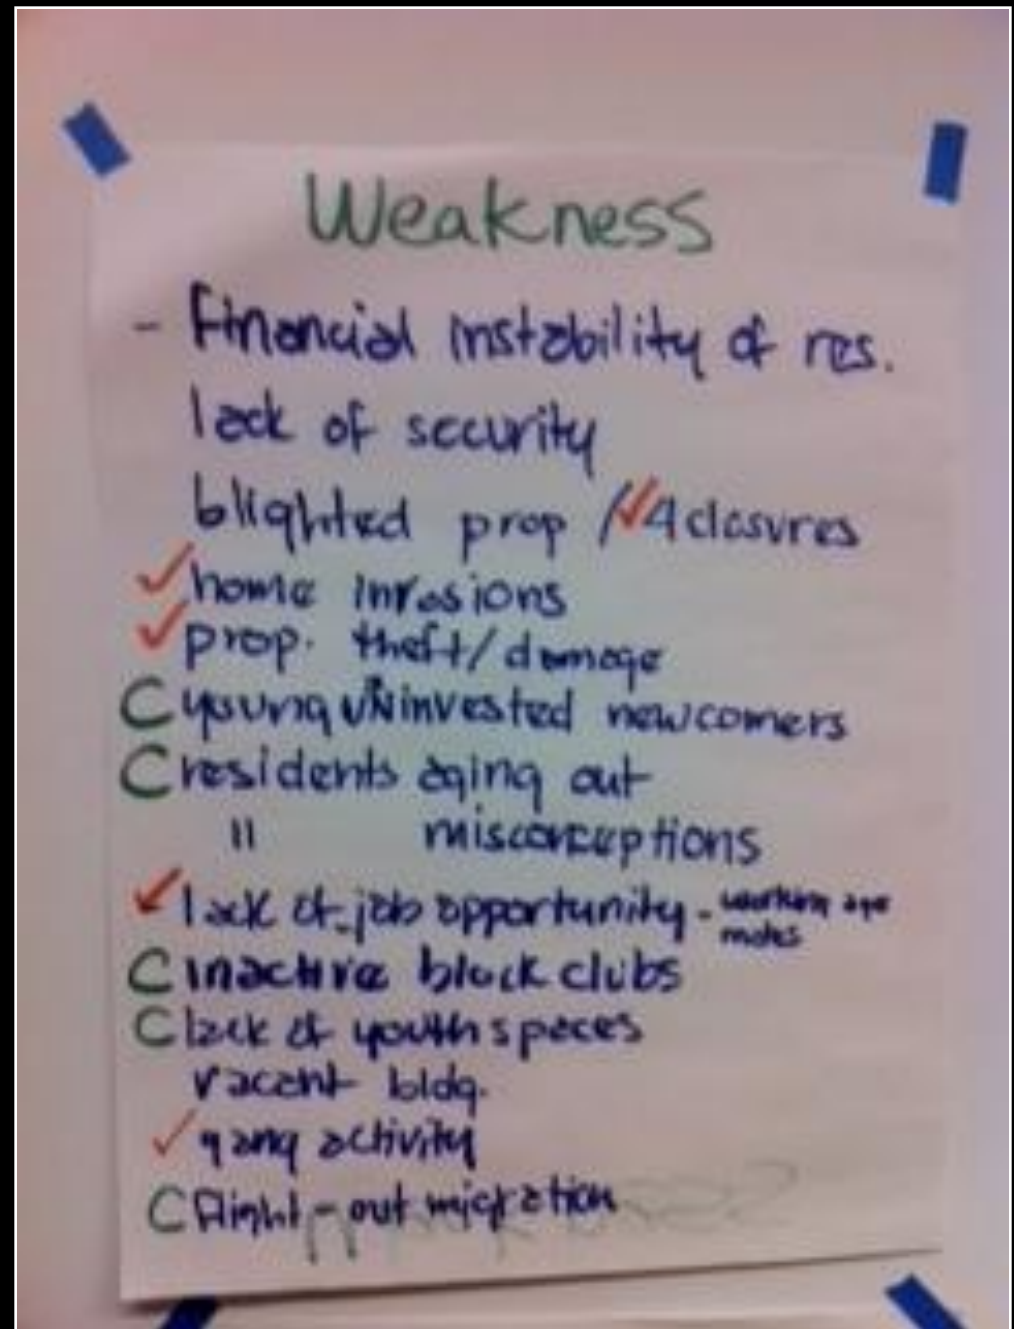 Weakness
- Financial instability of res.
lack of security
blighted prop /✓4closures
✓home invasions
✓prop. theft/damage
C young UNinvested newcomers
C residents aging out
" misconceptions
✓lack of job opportunity - working age
males
C inactive block clubs
C lack of youth spaces
vacant bldg.
✓gang activity
C flight - out migration